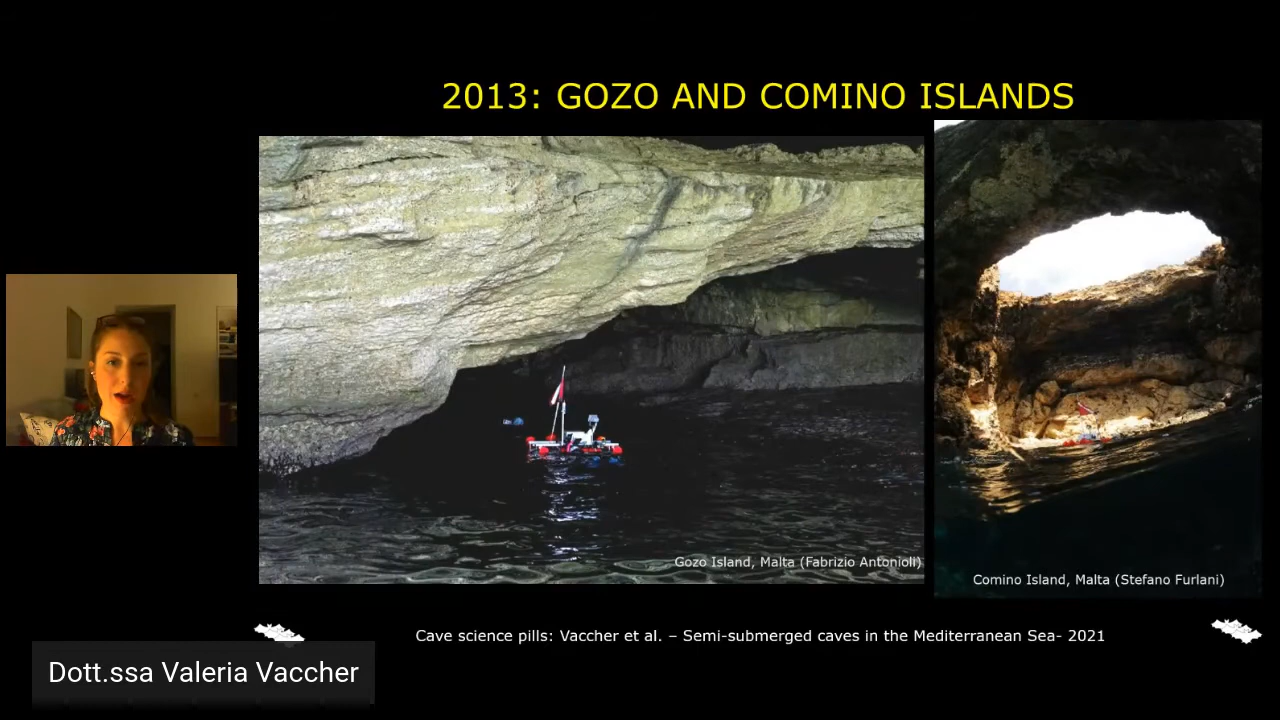 2013: GOZO AND COMINO ISLANDS
Gozo Island, Malta (Fabrizio Antonioli)
Comino Island, Malta (Stefano Furlani)
Cave science pills: Vaccher et al. – Semi-submerged caves in the Mediterranean Sea- 2021
Dott.ssa Valeria Vaccher